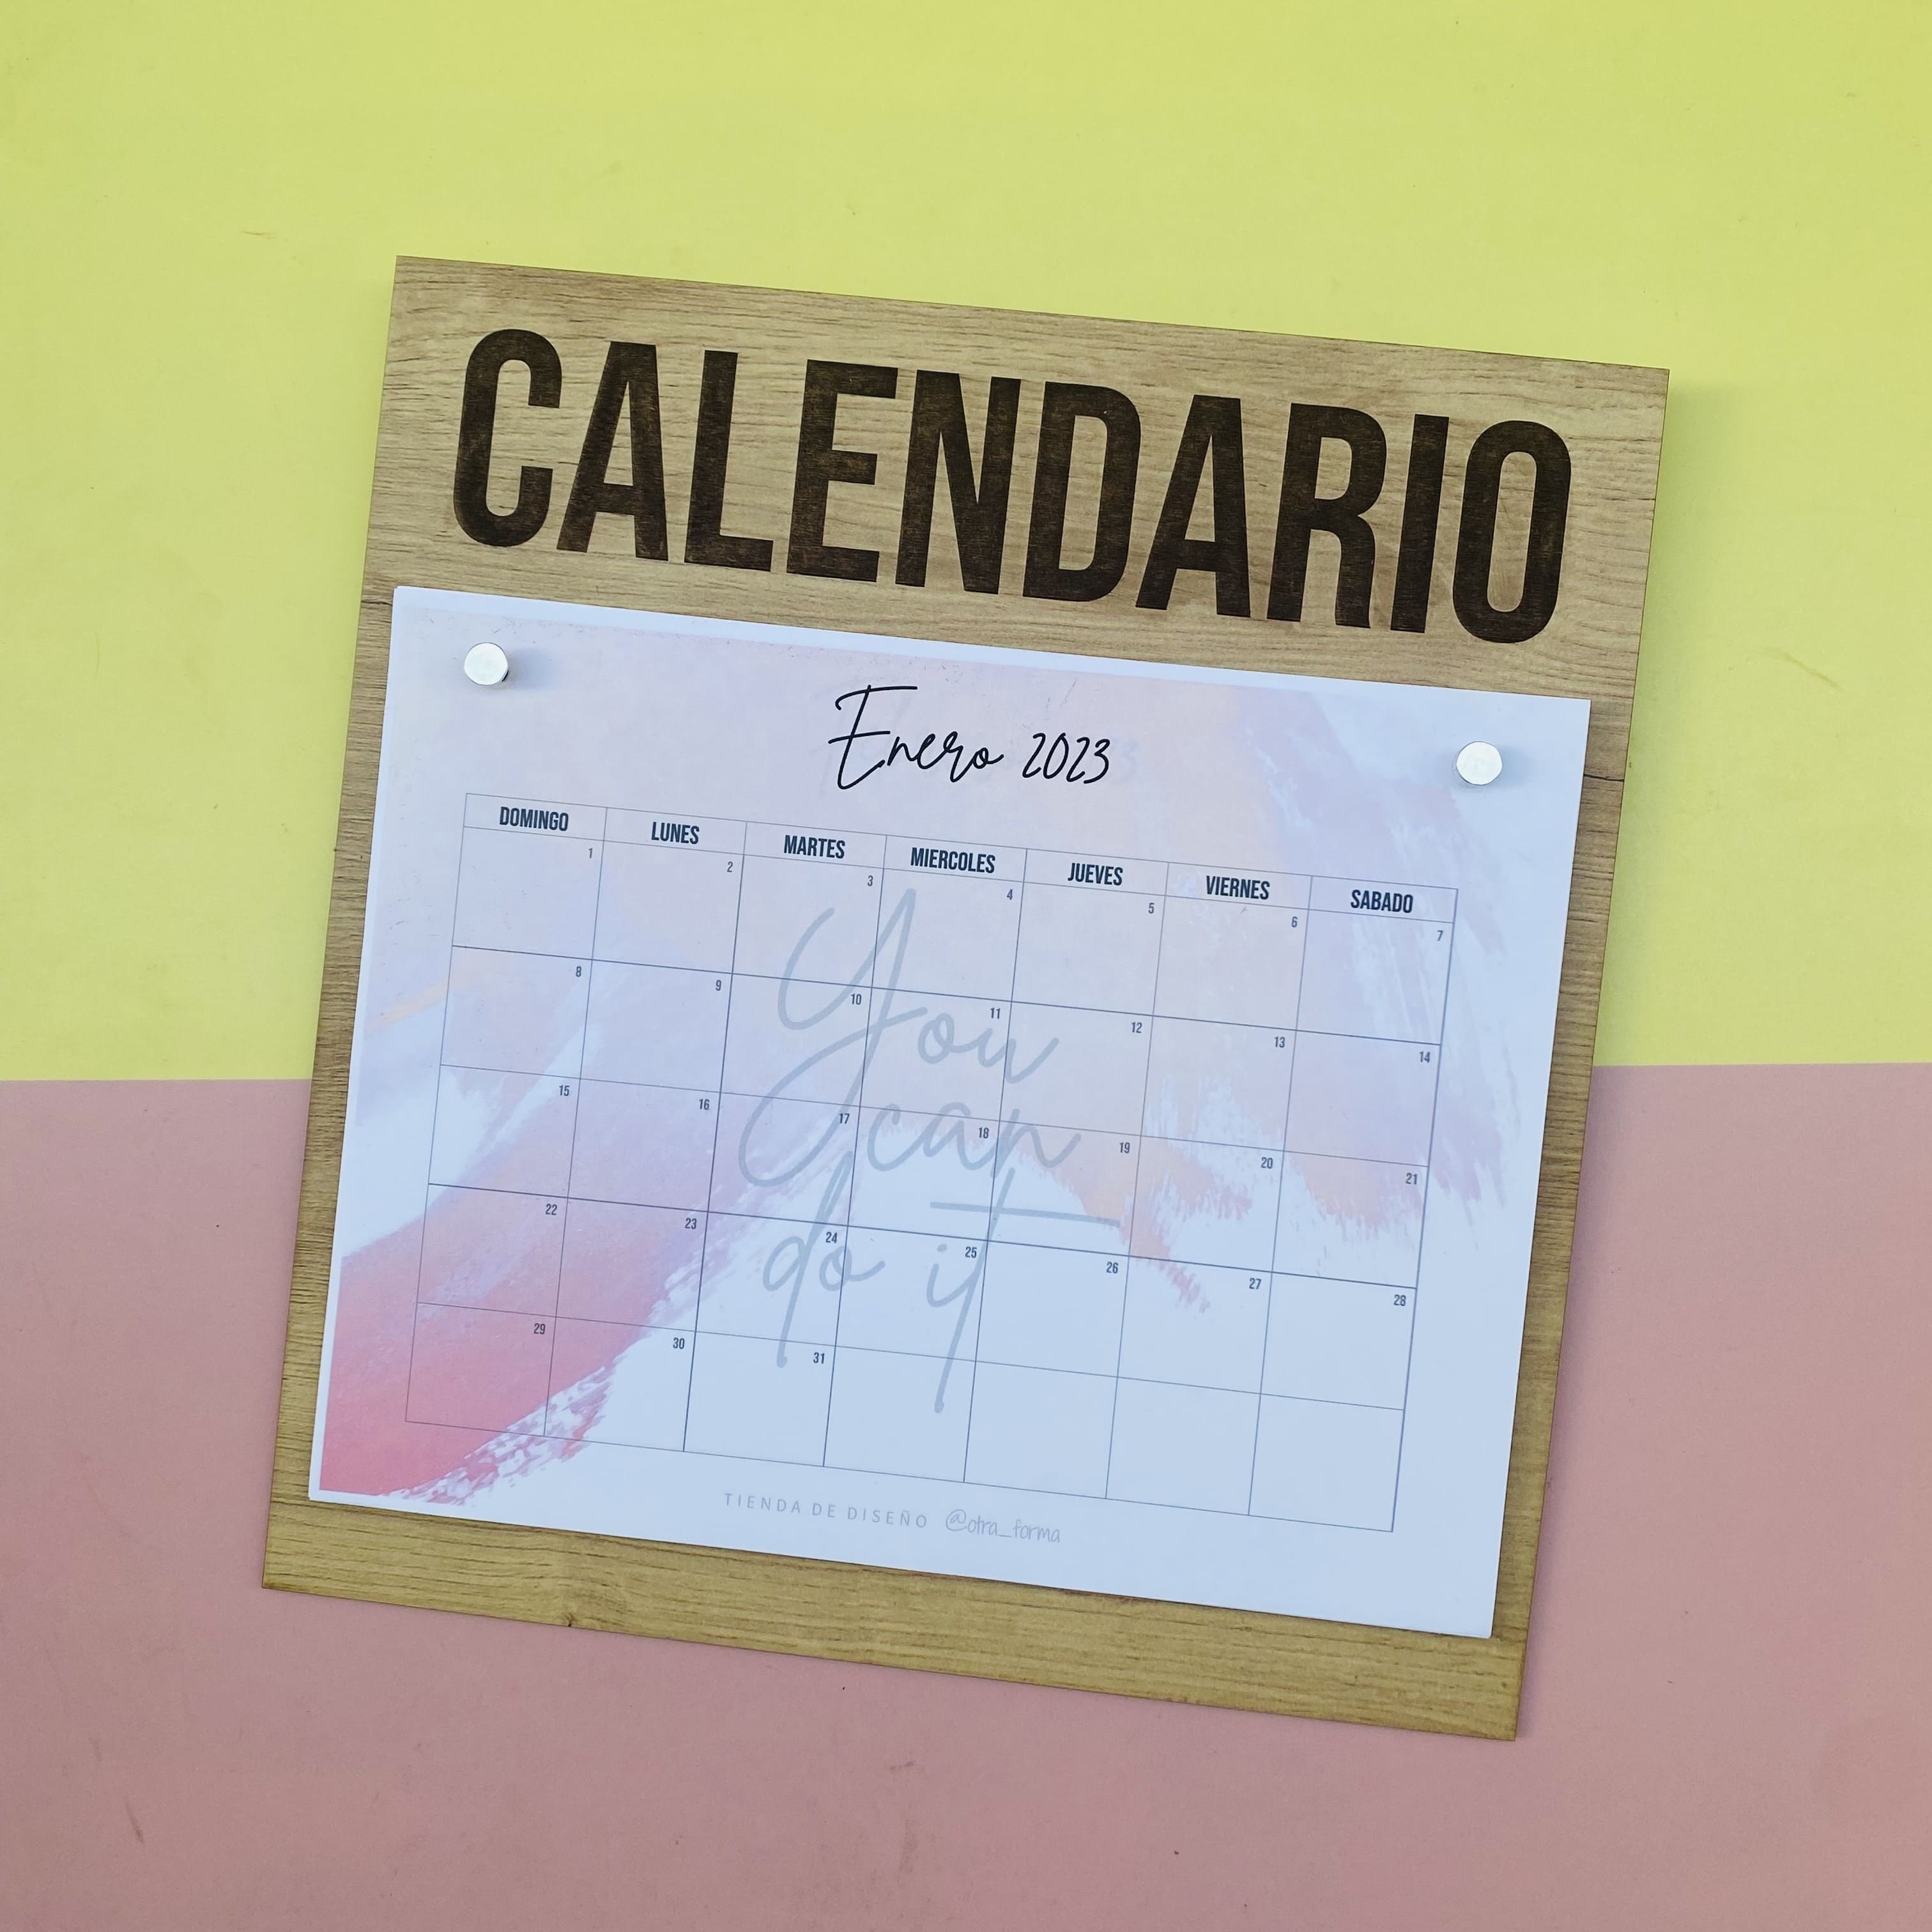 CALENDARIO
Enero 2023
DOMINGO LUNES MARTES MIERCOLES JUEVES VIERNES SABADO
1 2 3 4 5 6 7
8 9 10 11 12 13 14
15 16 17 18 19 20 21
22 23 24 25 26 27 28
29 30 31
You
can
do it
TIENDA DE DISEÑO @otra_forma